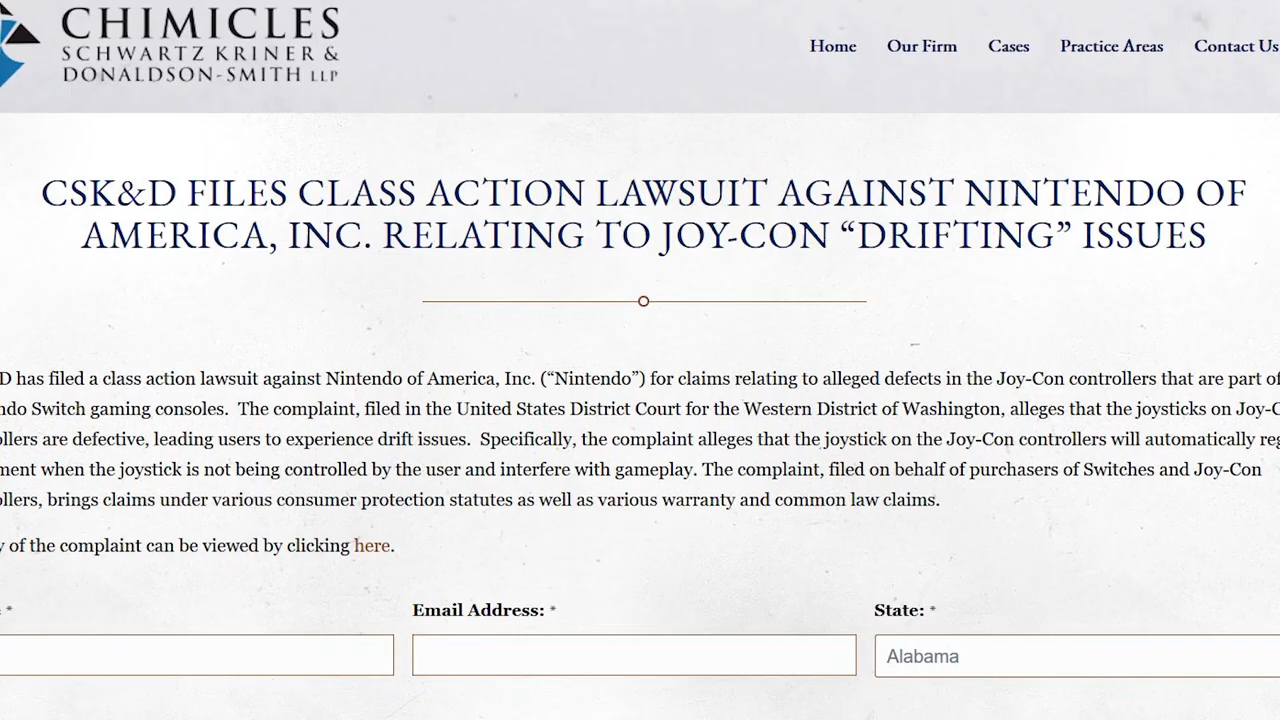 CHIMICLES
SCHWARTZ KRINER &
DONALDSON-SMITH LLP
Home Our Firm Cases Practice Areas Contact Us
CSK&D FILES CLASS ACTION LAWSUIT AGAINST NINTENDO OF
AMERICA, INC. RELATING TO JOY-CON “DRIFTING” ISSUES
D has filed a class action lawsuit against Nintendo of America, Inc. (“Nintendo”) for claims relating to alleged defects in the Joy-Con controllers that are part of
ndo Switch gaming consoles. The complaint, filed in the United States District Court for the Western District of Washington, alleges that the joysticks on Joy-C
ollers are defective, leading users to experience drift issues. Specifically, the complaint alleges that the joystick on the Joy-Con controllers will automatically reg
ment when the joystick is not being controlled by the user and interfere with gameplay. The complaint, filed on behalf of purchasers of Switches and Joy-Con
ollers, brings claims under various consumer protection statutes as well as various warranty and common law claims.
y of the complaint can be viewed by clicking here.
: * Email Address: * State: *
Alabama